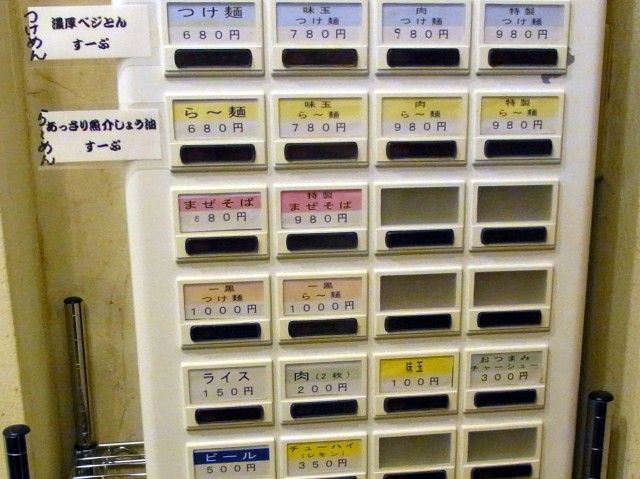 つけめん
濃厚ベジとん
すーぷ
つけ麺
680円
味玉
つけ麺
780円
肉
つけ麺
980円
特製
つけ麺
980円
ら～めん
あっさり魚介しょう油
すーぷ
ら～麺
680円
味玉
ら～麺
780円
肉
ら～麺
980円
特製
ら～麺
980円
まぜそば
680円
特製
まぜそば
980円
一黒
つけ麺
1000円
一黒
ら～麺
1000円
ライス
150円
肉(2枚)
200円
味玉
100円
おつまみ
チャーシュー
300円
ビール
500円
チューハイ
(レモン)
350円